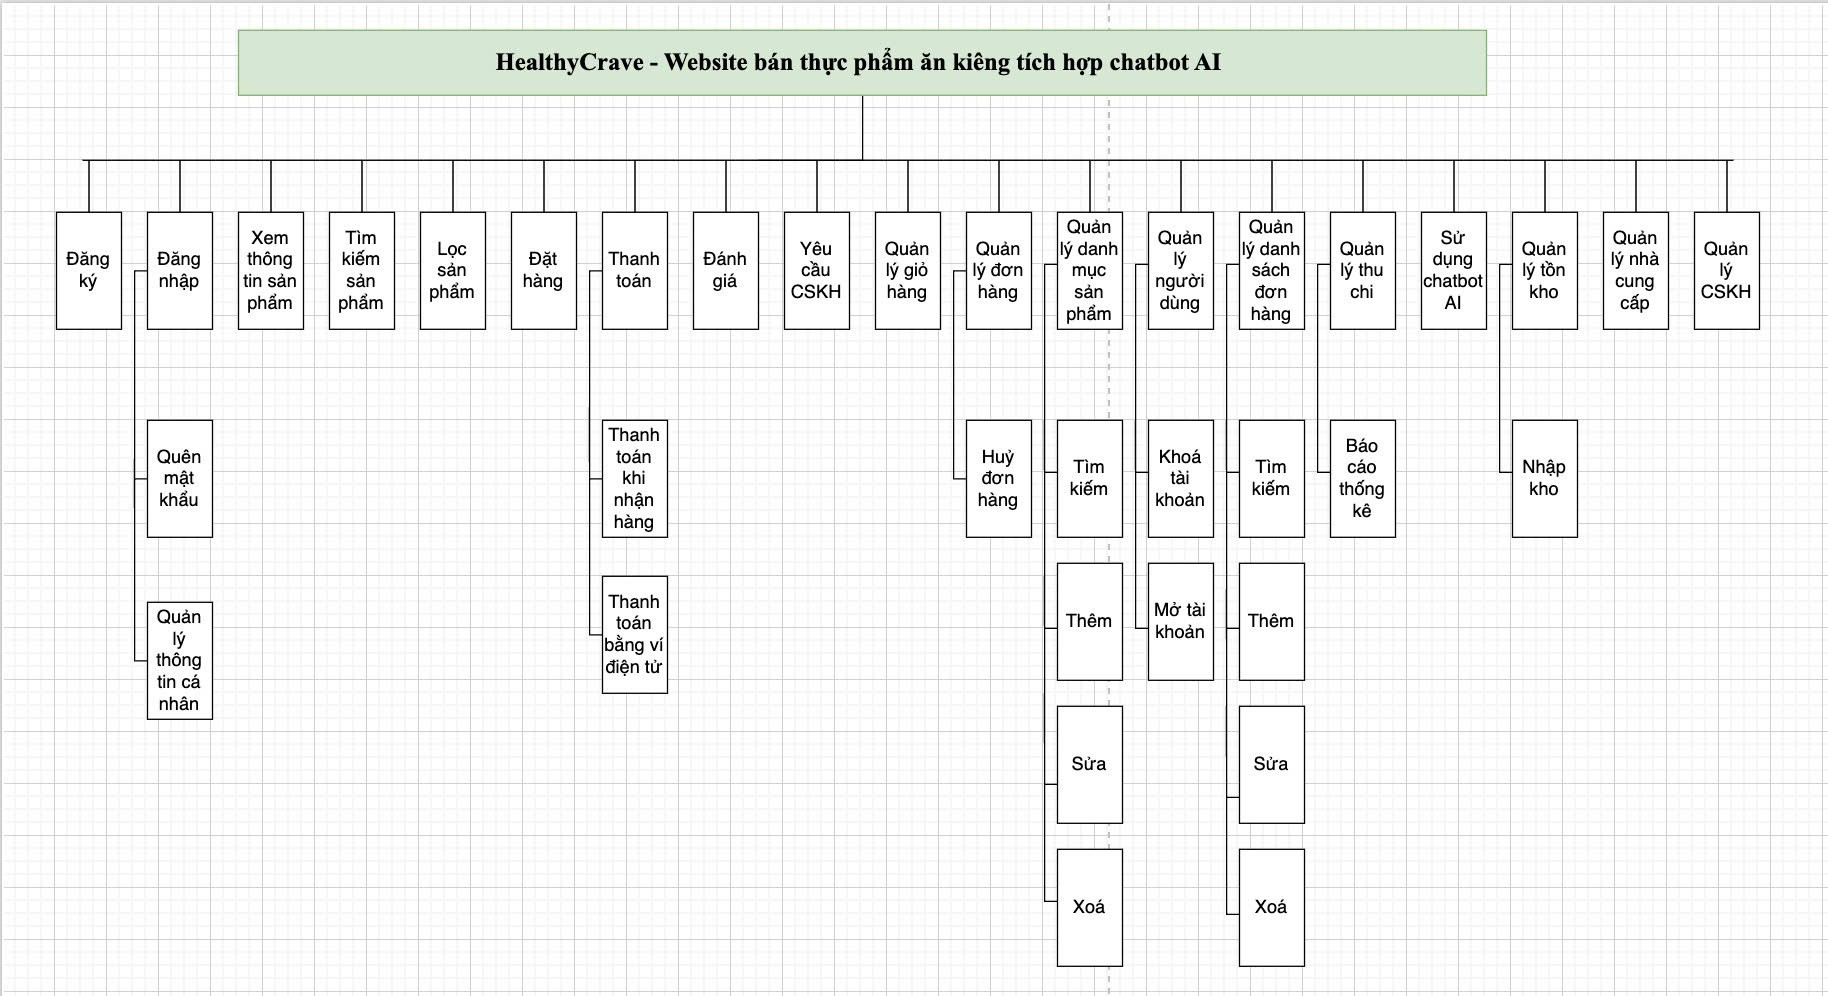 HealthyCrave - Website bán thực phẩm ăn kiêng tích hợp chatbot AI
Đăng
ký
Đăng
nhập
Xem
thông
tin sản
phẩm
Tìm
kiếm
sản
phẩm
Lọc
sản
phẩm
Đặt
hàng
Thanh
toán
Đánh
giá
Yêu
cầu
CSKH
Quản
lý giỏ
hàng
Quản
lý đơn
hàng
Quản
lý danh
mục
sản
phẩm
Quản
lý
người
dùng
Quản
lý danh
sách
đơn
hàng
Quản
lý thu
chi
Sử
dụng
chatbot
AI
Quản
lý tồn
kho
Quản
lý nhà
cung
cấp
Quản
lý
CSKH
Quên
mật
khẩu
Thanh
toán
khi
nhận
hàng
Huỷ
đơn
hàng
Tìm
kiếm
Khoá
tài
khoản
Tìm
kiếm
Báo
cáo
thống
kê
Nhập
kho
Quản
lý
thông
tin cá
nhân
Thanh
toán
bằng ví
điện tử
Thêm
Mở tài
khoản
Thêm
Sửa
Sửa
Xoá
Xoá